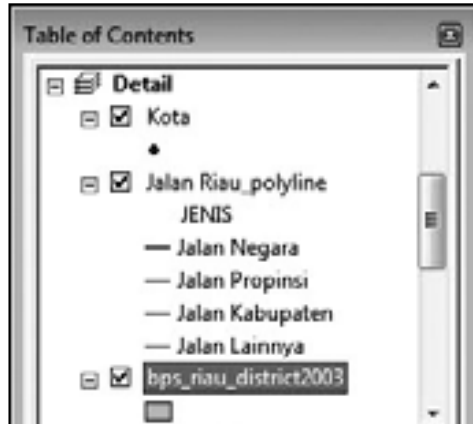 Table of Contents
Detail
Kota
Jalan Riau_polyline
JENIS
Jalan Negara
Jalan Propinsi
Jalan Kabupaten
Jalan Lainnya
bps_riau_district2003